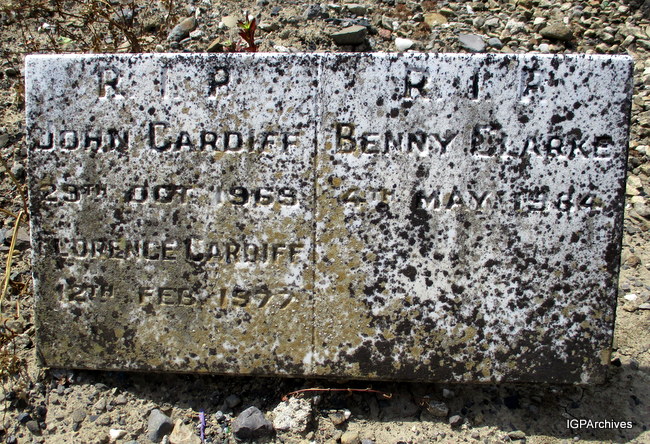 R I P
JOHN CARDIFF
29TH OCT 1969
FLORENCE CARDIFF
12TH FEB 1977
R I P
BENNY CLARKE
4TH MAY 1984
IGPArchives